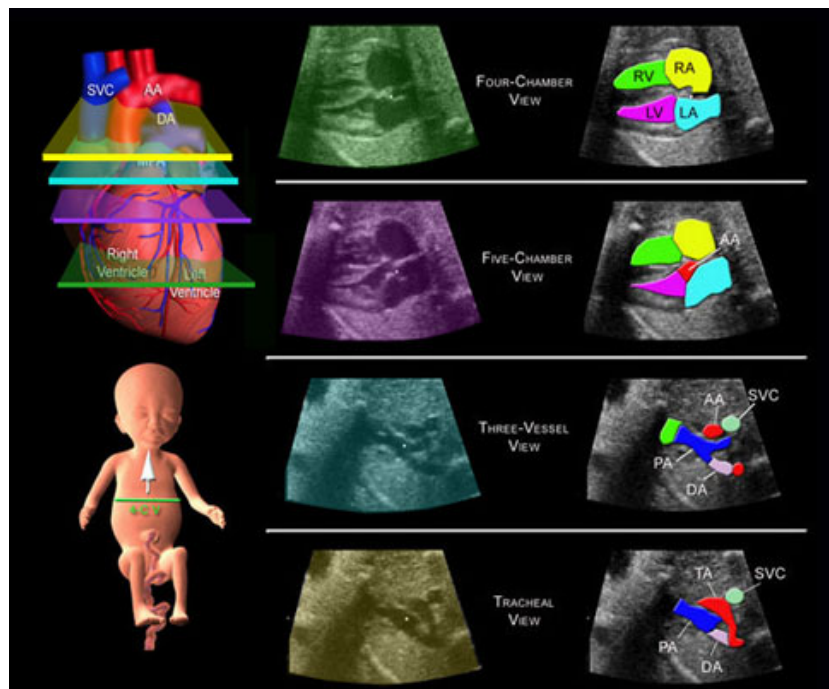 SVC
AA
DA
MPA
Right
Ventricle
Left
Ventricle
4CV
FOUR-CHAMBER
VIEW
RV
RA
LV
LA
FIVE-CHAMBER
VIEW
AA
THREE-VESSEL
VIEW
AA
SVC
PA
DA
TRACHEAL
VIEW
TA
SVC
PA
DA